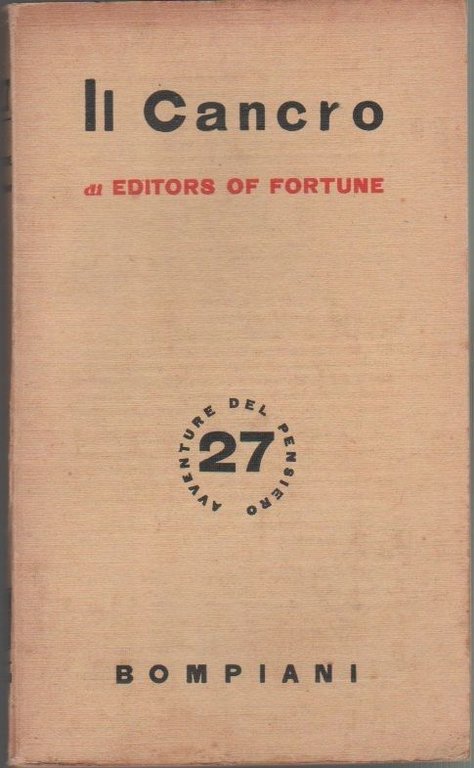 Il Cancro
di EDITORS OF FORTUNE
AVVENTURE DEL PENSIERO
27
BOMPIANI